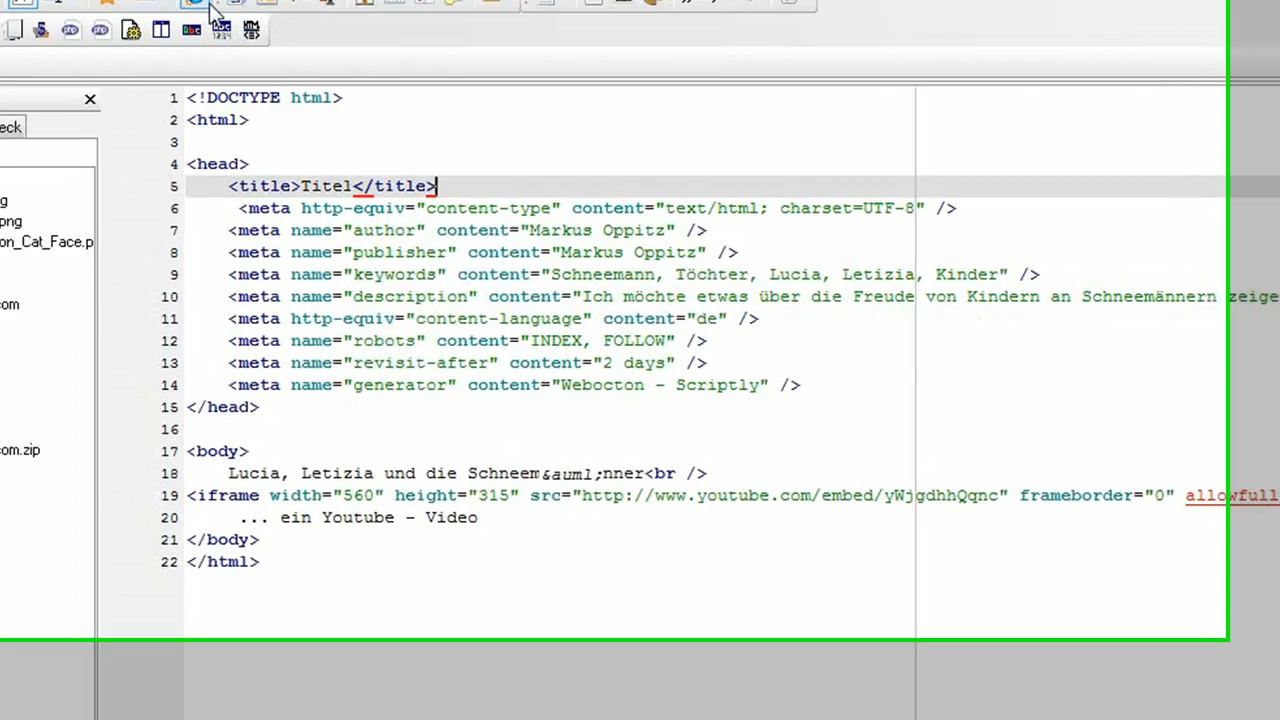 eck
g
png
on_Cat_Face.p
com
com.zip
1 <!DOCTYPE html>
2 <html>
3
4 <head>
5 <title>Titel</title>
6 <meta http-equiv="content-type" content="text/html; charset=UTF-8" />
7 <meta name="author" content="Markus Oppitz" />
8 <meta name="publisher" content="Markus Oppitz" />
9 <meta name="keywords" content="Schneemann, Töchter, Lucia, Letizia, Kinder" />
10 <meta name="description" content="Ich möchte etwas über die Freude von Kindern an Schneemännern zeige
11 <meta http-equiv="content-language" content="de" />
12 <meta name="robots" content="INDEX, FOLLOW" />
13 <meta name="revisit-after" content="2 days" />
14 <meta name="generator" content="Webocton - Scriptly" />
15 </head>
16
17 <body>
18 Lucia, Letizia und die Schneem&auml;nner<br />
19 <iframe width="560" height="315" src="http://www.youtube.com/embed/yWjgdhhQqnc" frameborder="0" allowfull
20 ... ein Youtube - Video
21 </body>
22 </html>